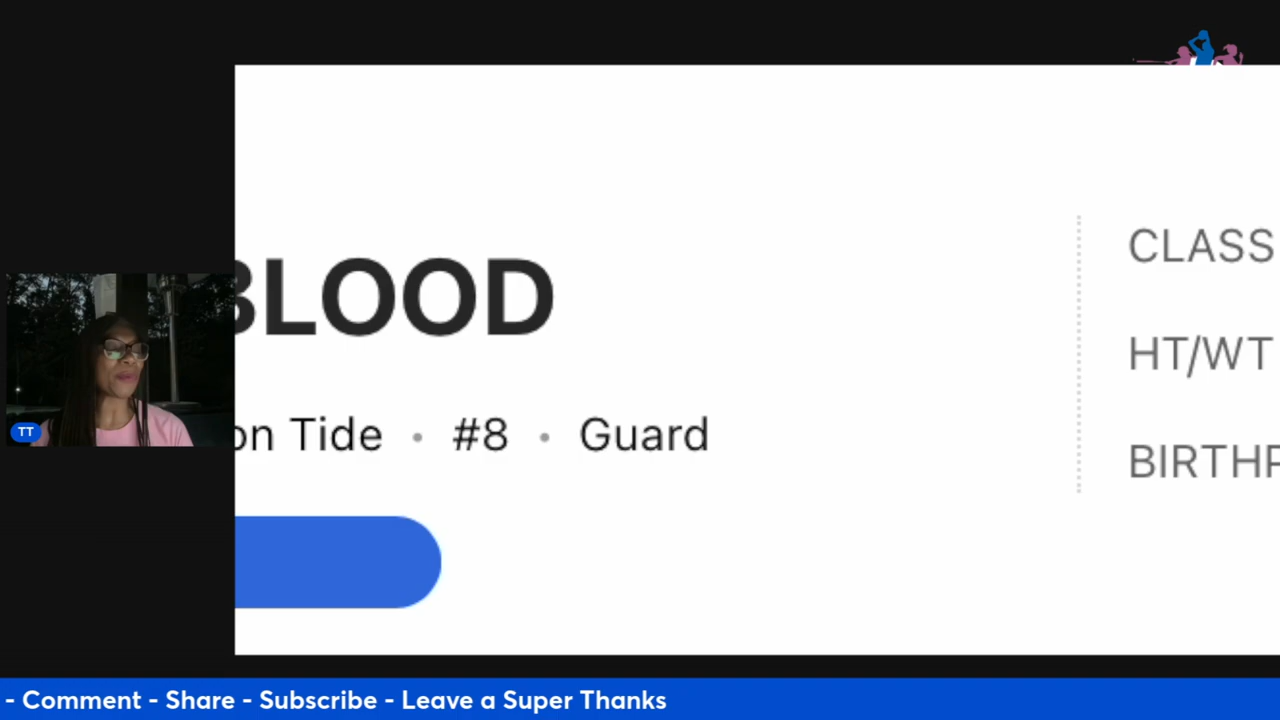 BLOOD
CLASS
HT/WT
on Tide • #8 • Guard
BIRTHP
TT
- Comment - Share - Subscribe - Leave a Super Thanks